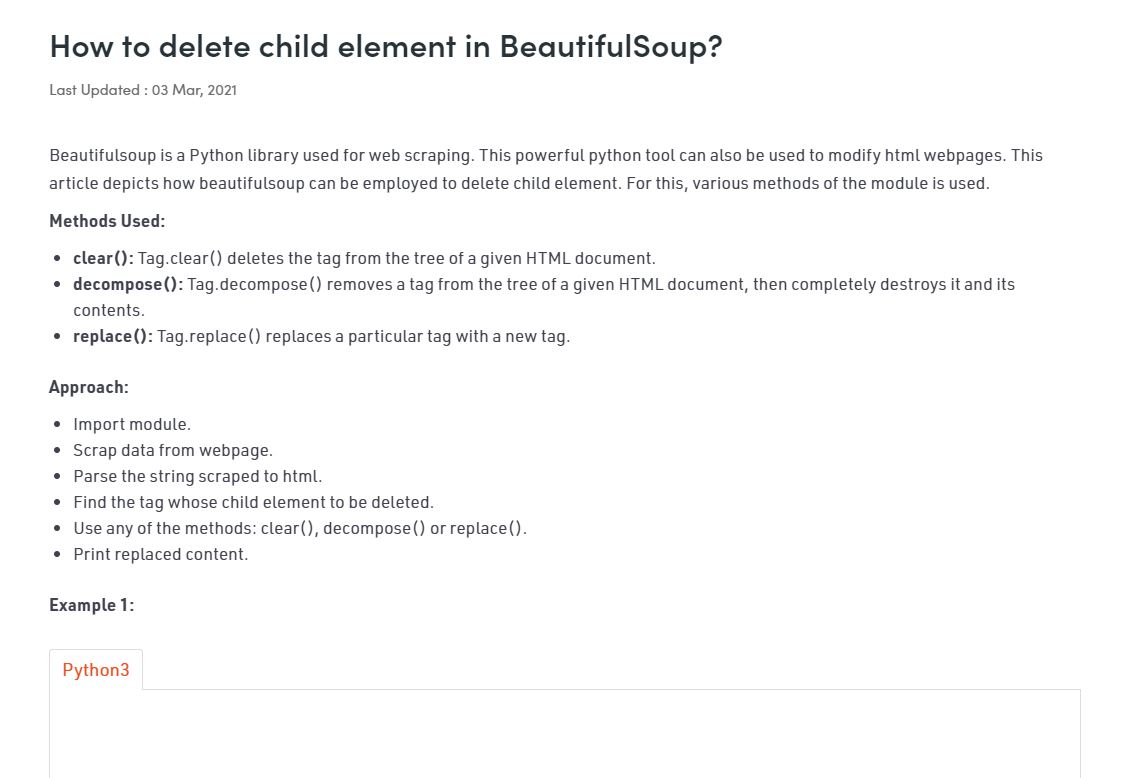 How to delete child element in BeautifulSoup?
Last Updated : 03 Mar, 2021
Beautifulsoup is a Python library used for web scraping. This powerful python tool can also be used to modify html webpages. This
article depicts how beautifulsoup can be employed to delete child element. For this, various methods of the module is used.
Methods Used:
• clear(): Tag.clear() deletes the tag from the tree of a given HTML document.
• decompose(): Tag.decompose() removes a tag from the tree of a given HTML document, then completely destroys it and its
contents.
• replace(): Tag.replace() replaces a particular tag with a new tag.
Approach:
• Import module.
• Scrap data from webpage.
• Parse the string scraped to html.
• Find the tag whose child element to be deleted.
• Use any of the methods: clear(), decompose() or replace().
• Print replaced content.
Example 1:
Python3